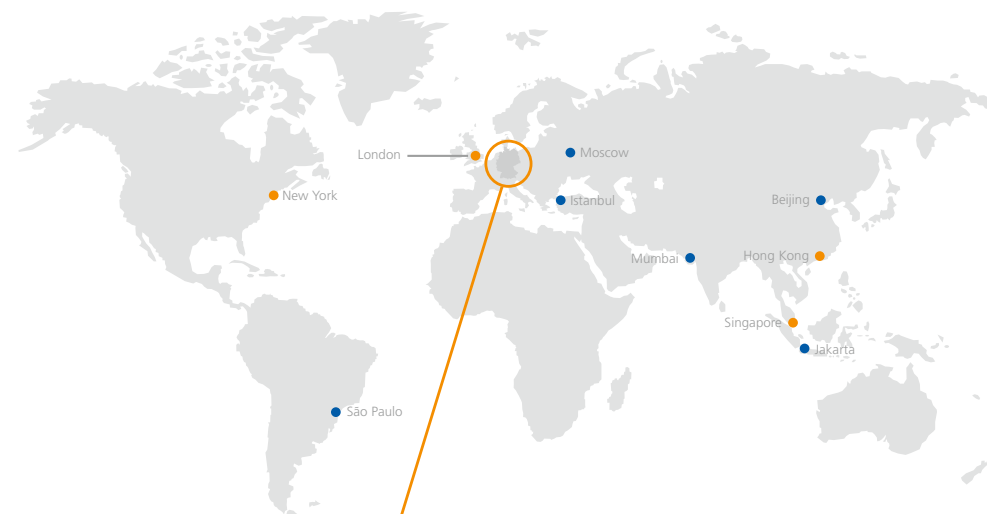 Moscow
London
New York
Istanbul
Beijing
Mumbai
Hong Kong
Singapore
Jakarta
São Paulo